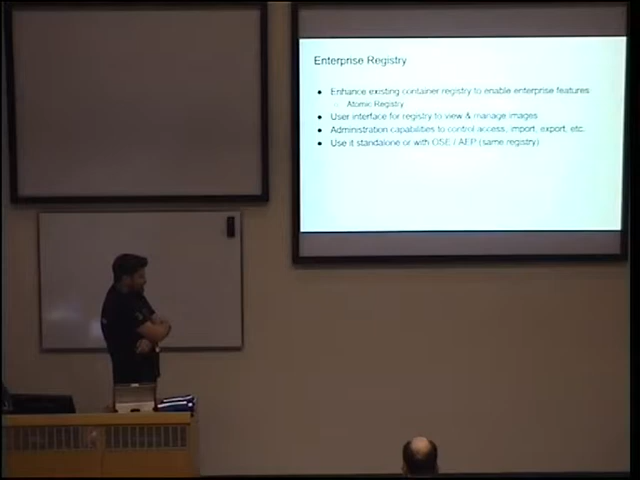 Enterprise Registry
● Enhance existing container registry to enable enterprise features
○ Atomic Registry
● User interface for registry to view & manage images
● Administration capabilities to control access, import, export, etc.
● Use it standalone or with OSE / AEP (same registry)